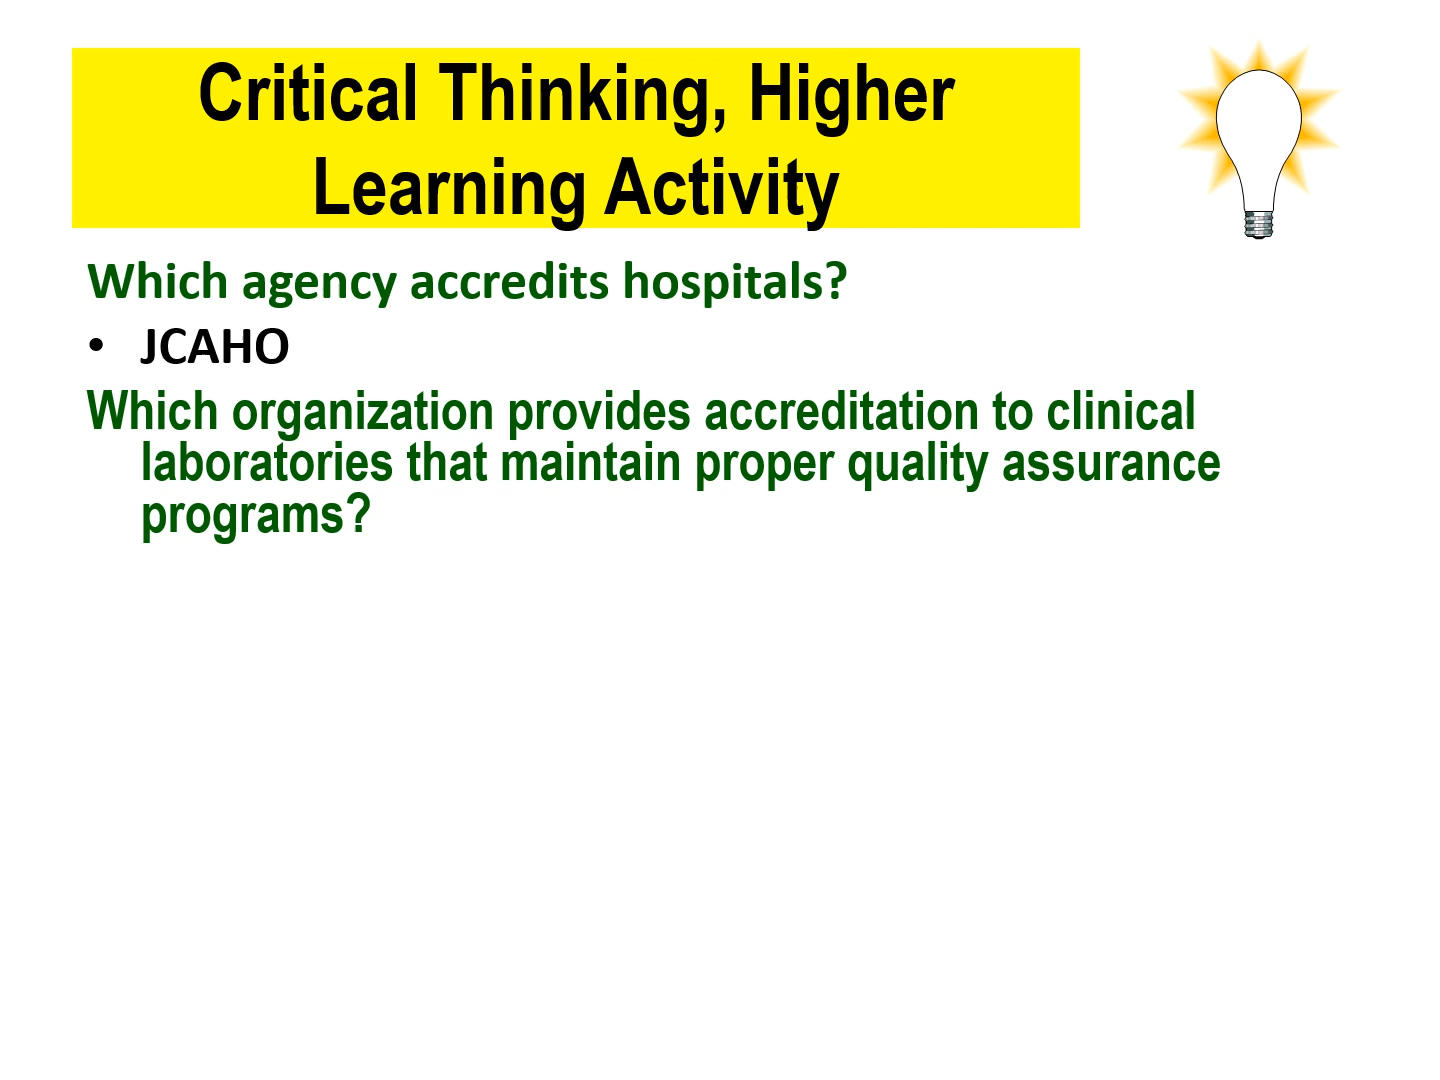 Critical Thinking, Higher
Learning Activity
Which agency accredits hospitals?
• JCAHO
Which organization provides accreditation to clinical
laboratories that maintain proper quality assurance
programs?